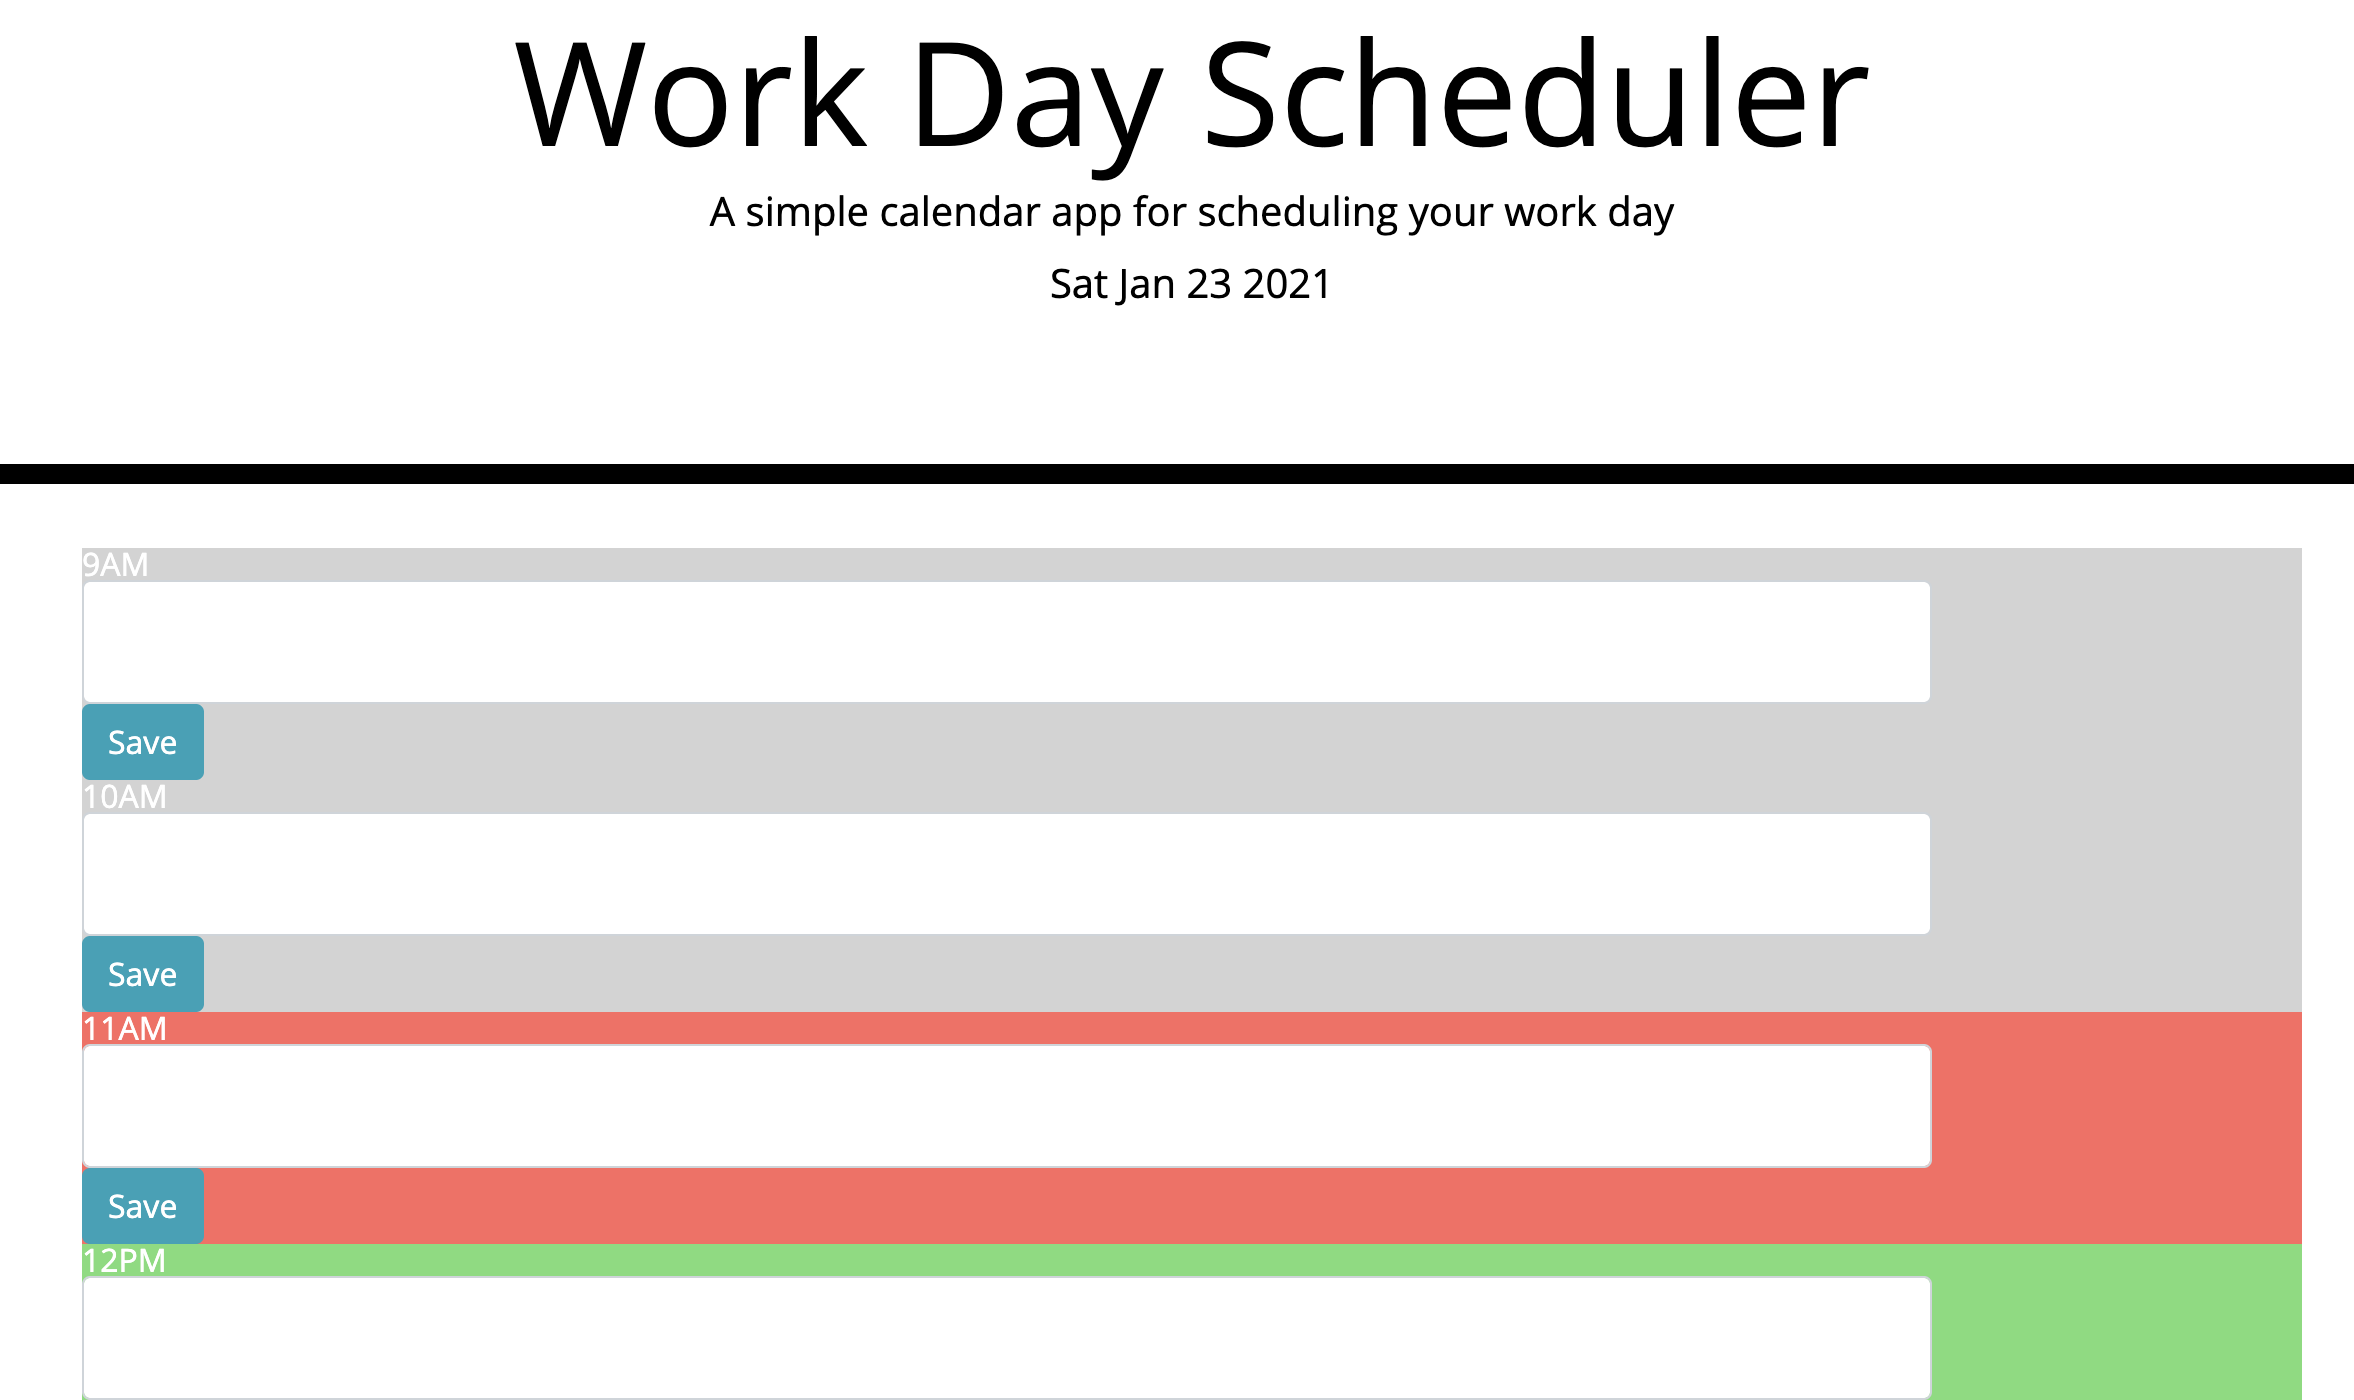 Work Day Scheduler
A simple calendar app for scheduling your work day
Sat Jan 23 2021
9AM
Save
10AM
Save
11AM
Save
12PM